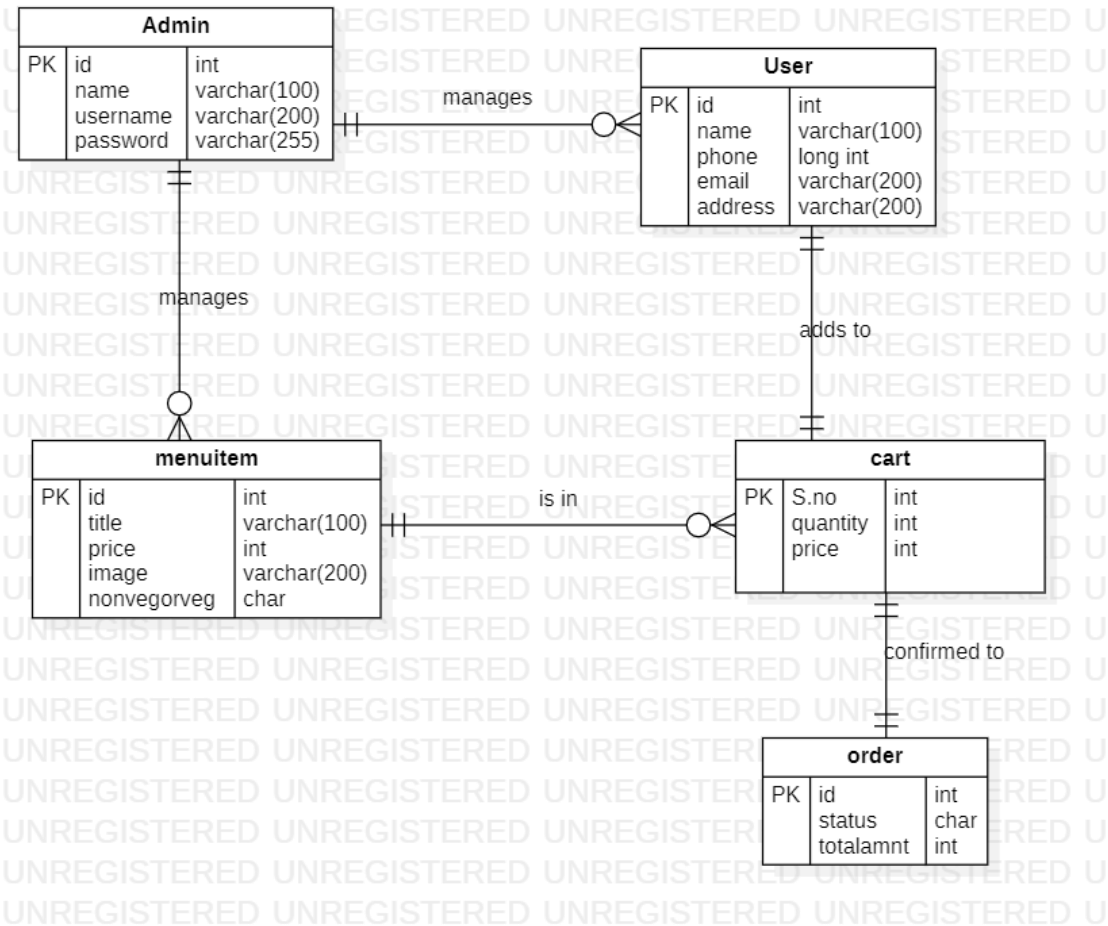 Admin
PK id int
name varchar(100)
username varchar(200)
password varchar(255)
manages
User
PK id int
name varchar(100)
phone long int
email varchar(200)
address varchar(200)
manages
adds to
menuitem
PK id int
title varchar(100)
price int
image varchar(200)
nonvegorveg char
is in
cart
PK S.no int
quantity int
price int
confirmed to
order
PK id int
status char
totalamnt int
UNREGISTERED